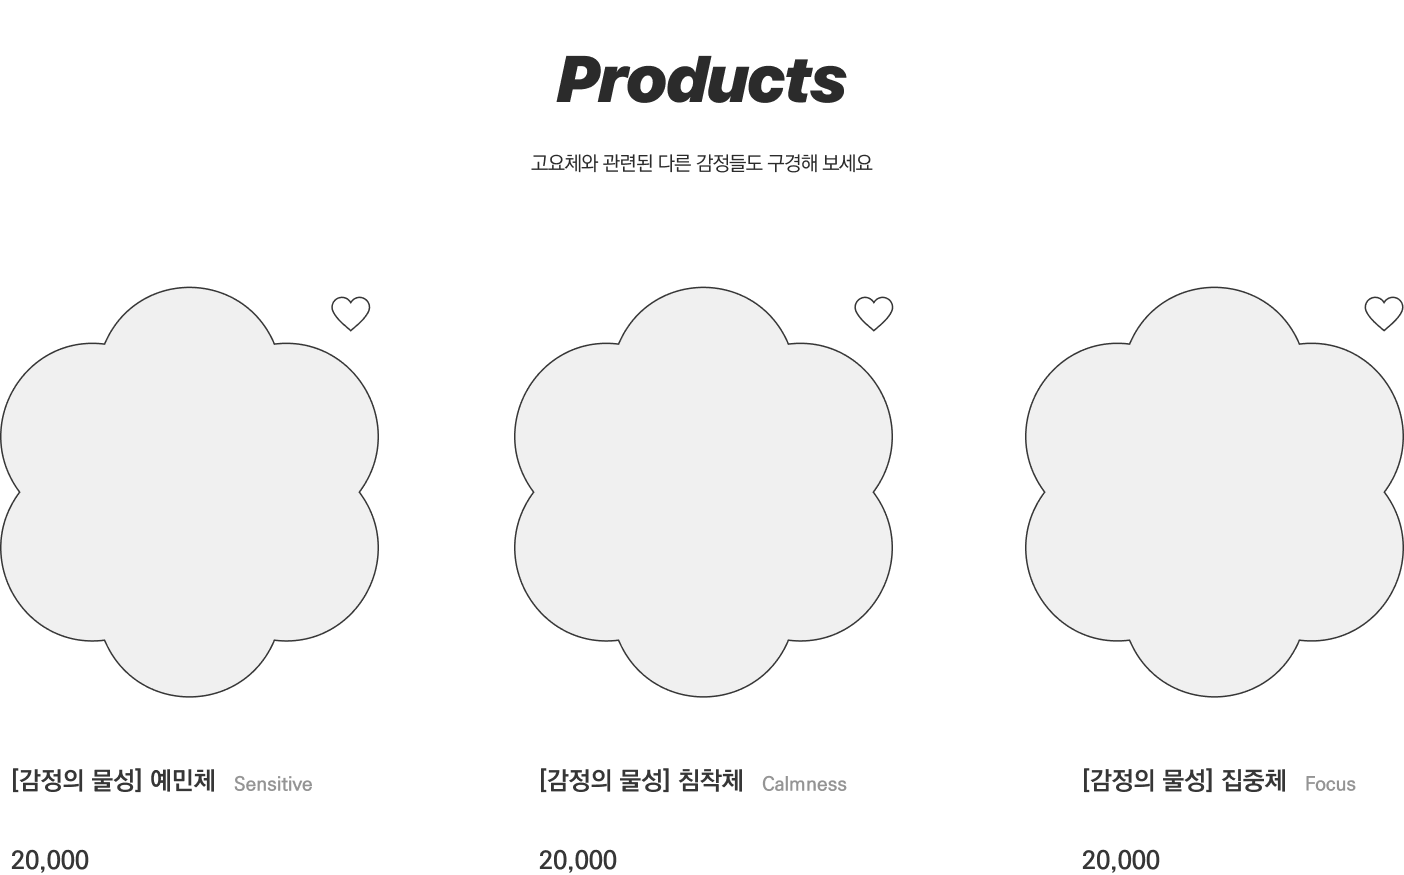 Products
고요체와 관련된 다른 감정들도 구경해 보세요
[감정의 물성] 예민체 Sensitive
20,000
[감정의 물성] 침착체 Calmness
20,000
[감정의 물성] 집중체 Focus
20,000